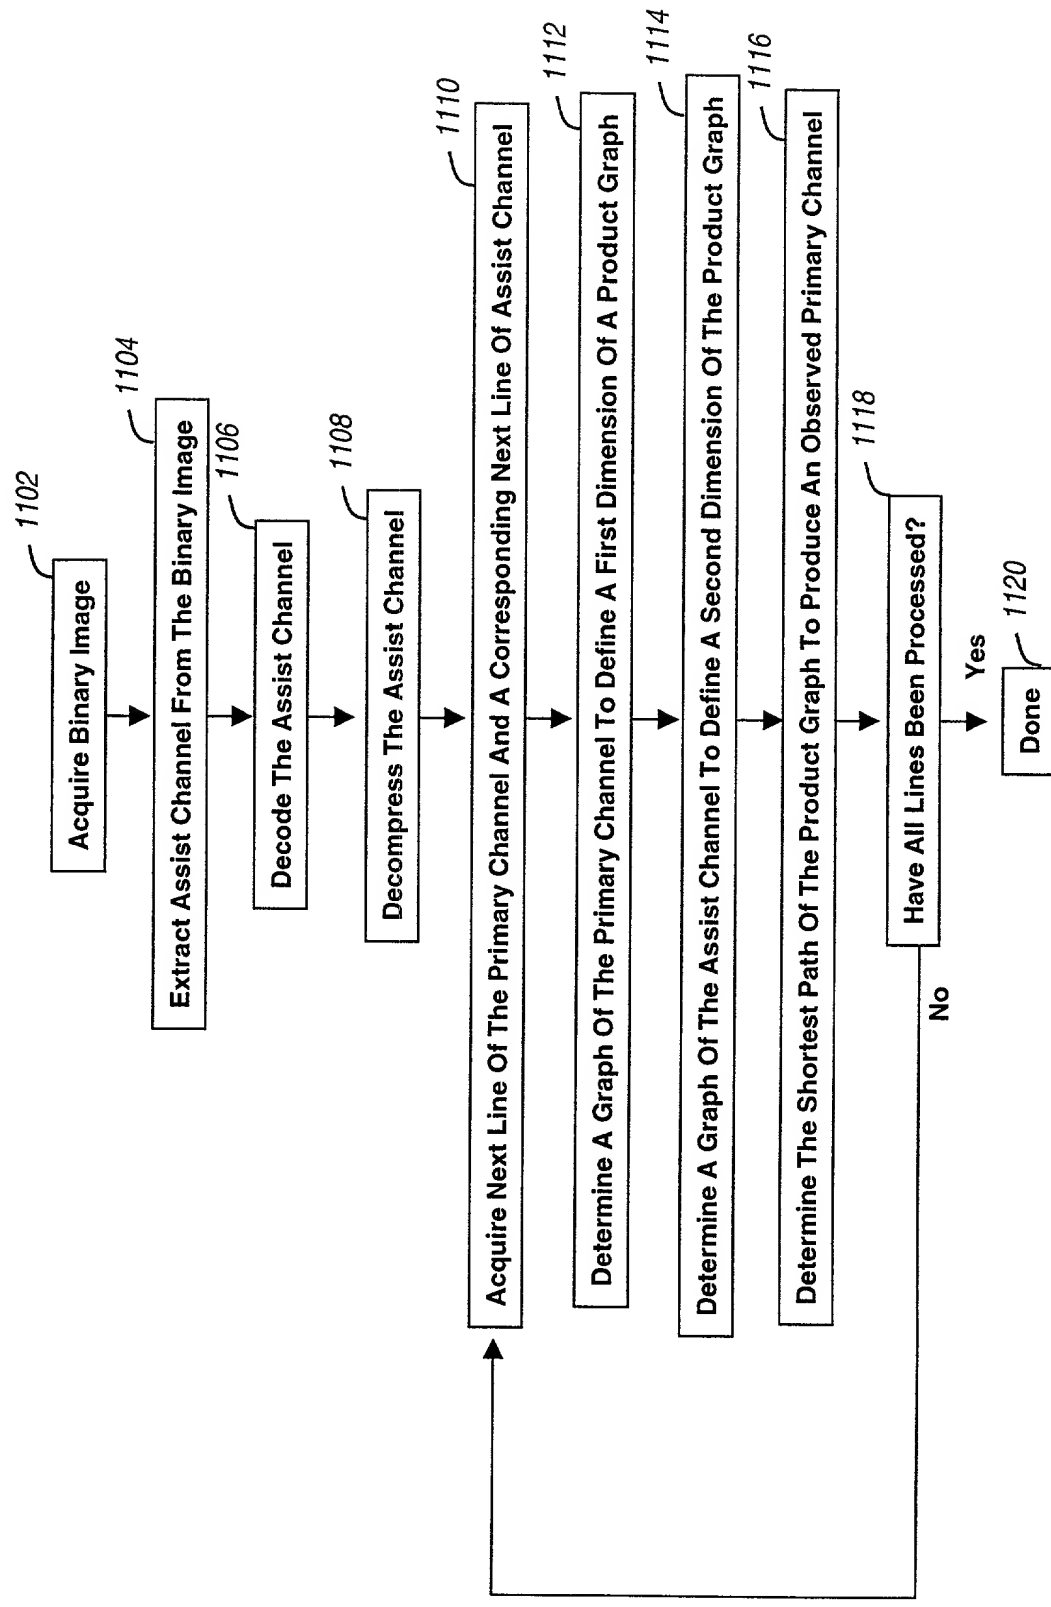 1102
Acquire Binary Image
1104
Extract Assist Channel From The Binary Image
1106
Decode The Assist Channel
1108
Decompress The Assist Channel
1110
Acquire Next Line Of The Primary Channel And A Corresponding Next Line Of Assist Channel
1112
Determine A Graph Of The Primary Channel To Define A First Dimension Of A Product Graph
1114
Determine A Graph Of The Assist Channel To Define A Second Dimension Of The Product Graph
1116
Determine The Shortest Path Of The Product Graph To Produce An Observed Primary Channel
1118
Have All Lines Been Processed?
No
Yes
1120
Done